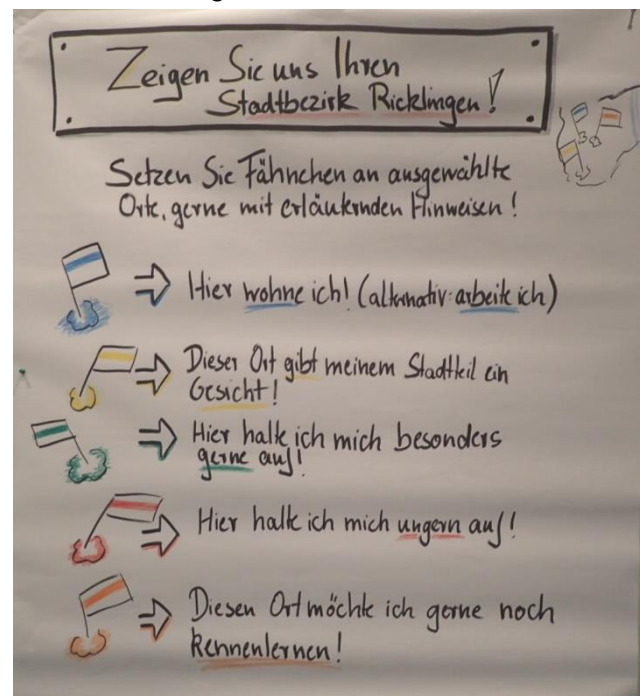 Zeigen Sie uns Ihren
Stadtbezirk Ricklingen!
Setzen Sie Fähnchen an ausgewählte
Orte, gerne mit erläuternden Hinweisen!
Hier wohne ich! (alternativ: arbeite ich)
Dieser Ort gibt meinem Stadtteil ein
Gesicht!
Hier halte ich mich besonders
gerne auf!
Hier halte ich mich ungern auf!
Diesen Ort möchte ich gerne noch
kennenlernen!